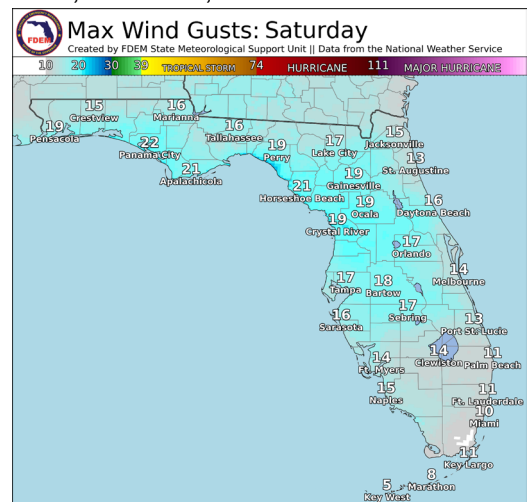 Max Wind Gusts: Saturday
Created by FDEM State Meteorological Support Unit || Data from the National Weather Service
FDEM
10 20 30 39 TROPICAL STORM 74 HURRICANE 111 MAJOR HURRICANE
15
Crestview
16
Marianna
19
Pensacola
22
Panama City
16
Tallahassee
21
Apalachicola
19
Perry
17
Lake City
15
Jacksonville
13
St. Augustine
21
Horseshoe Beach
19
Gainesville
19
Ocala
16
Daytona Beach
19
Crystal River
17
Orlando
17
Tampa
18
Bartow
14
Melbourne
16
Sarasota
17
Sebring
13
Port St. Lucie
14
Ft. Myers
14
Clewiston
11
Palm Beach
15
Naples
11
Ft. Lauderdale
10
Miami
11
Key Largo
8
Marathon
5
Key West